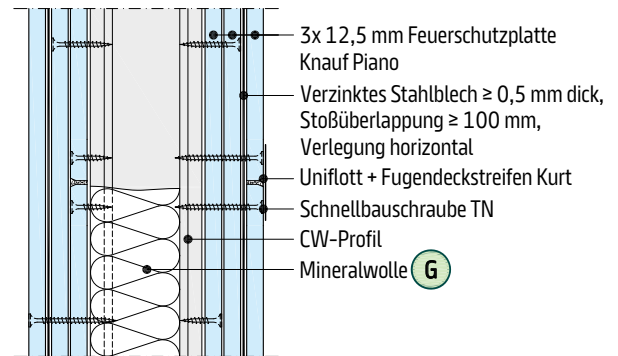 3x 12,5 mm Feuerschutzplatte
Knauf Piano
Verzinktes Stahlblech ≥ 0,5 mm dick,
Stoßüberlappung ≥ 100 mm,
Verlegung horizontal
Uniflott + Fugendeckstreifen Kurt
Schnellbauschraube TN
CW-Profil
Mineralwolle G